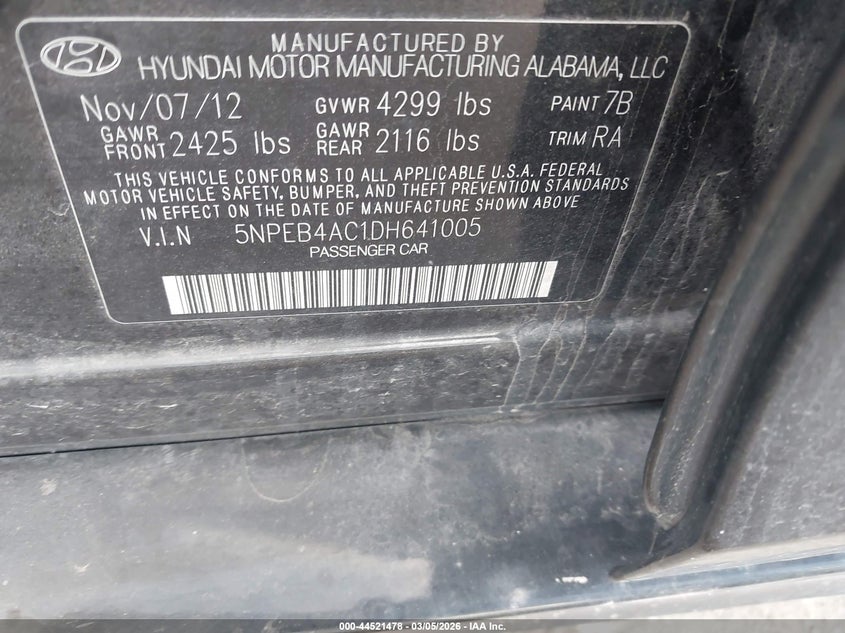 MANUFACTURED BY
HYUNDAI MOTOR MANUFACTURING ALABAMA, LLC
Nov/07/12 GVWR 4299 lbs PAINT 7B
GAWR FRONT 2425 lbs GAWR REAR 2116 lbs TRIM RA
THIS VEHICLE CONFORMS TO ALL APPLICABLE U.S.A. FEDERAL
MOTOR VEHICLE SAFETY, BUMPER, AND THEFT PREVENTION STANDARDS
IN EFFECT ON THE DATE OF MANUFACTURE SHOWN ABOVE
V.I.N 5NPEB4AC1DH641005
PASSENGER CAR
000-44521478 - 03/05/2026 - IAA Inc.